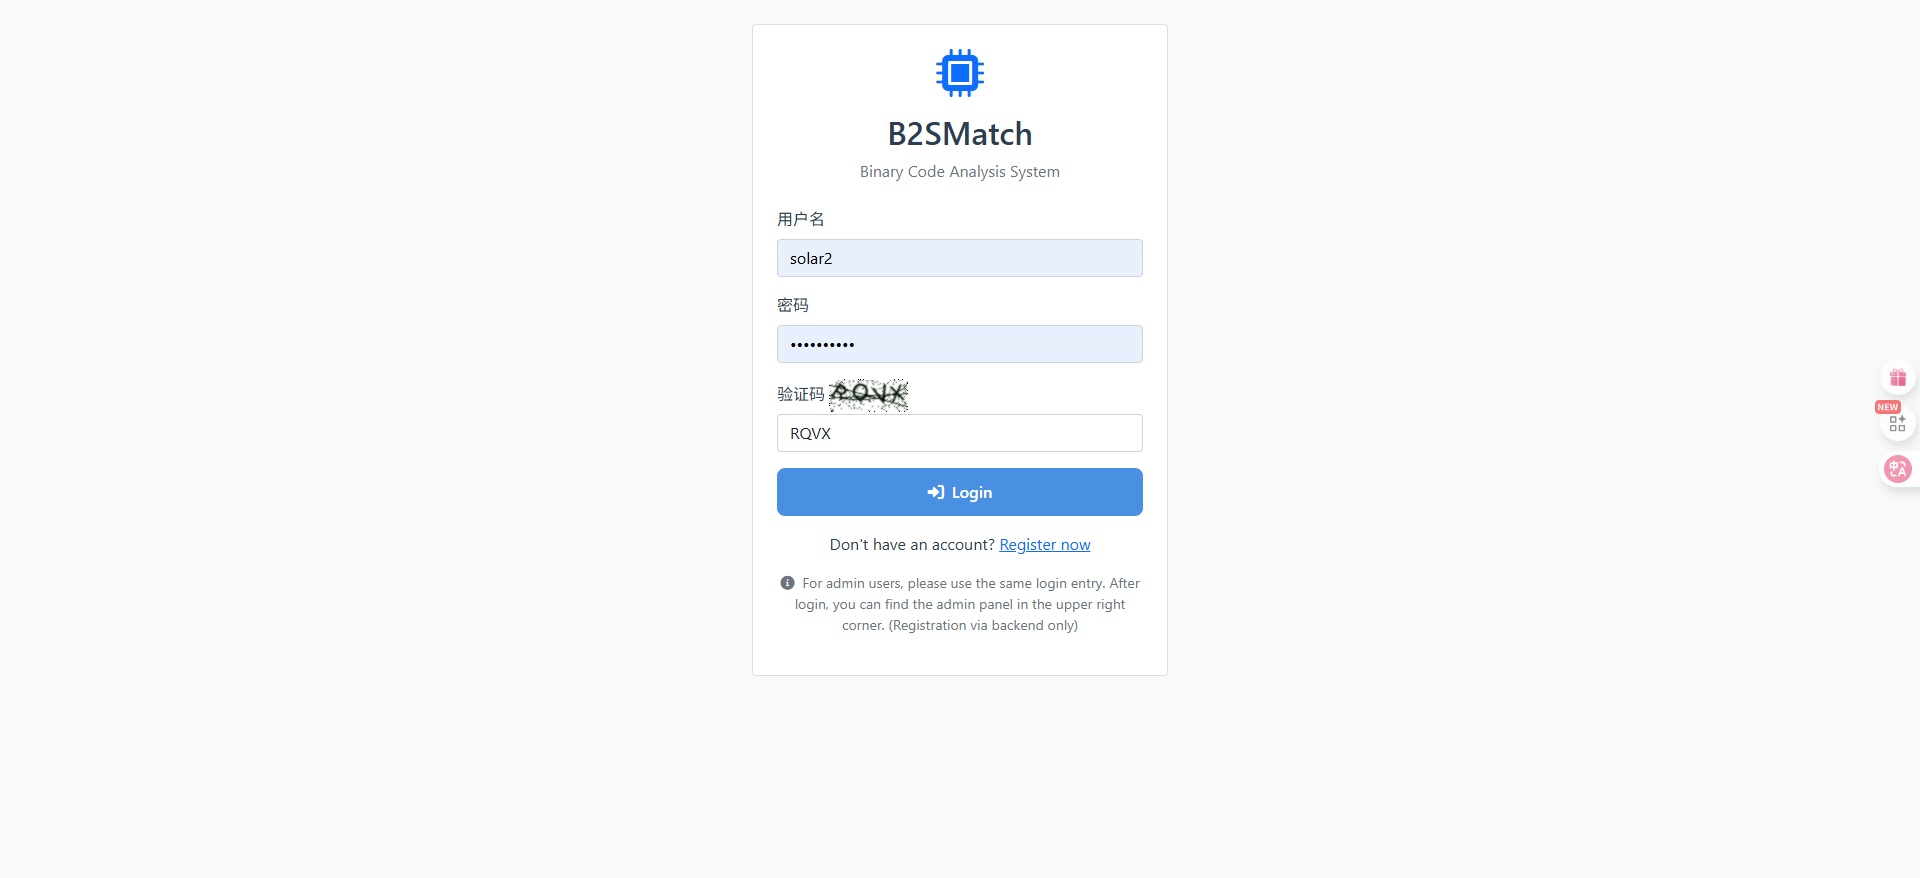 B2SMatch
Binary Code Analysis System
用户名
solar2
密码
••••••••••
验证码 RQVX
RQVX
Login
Don't have an account? Register now
For admin users, please use the same login entry. After
login, you can find the admin panel in the upper right
corner. (Registration via backend only)
NEW
中A